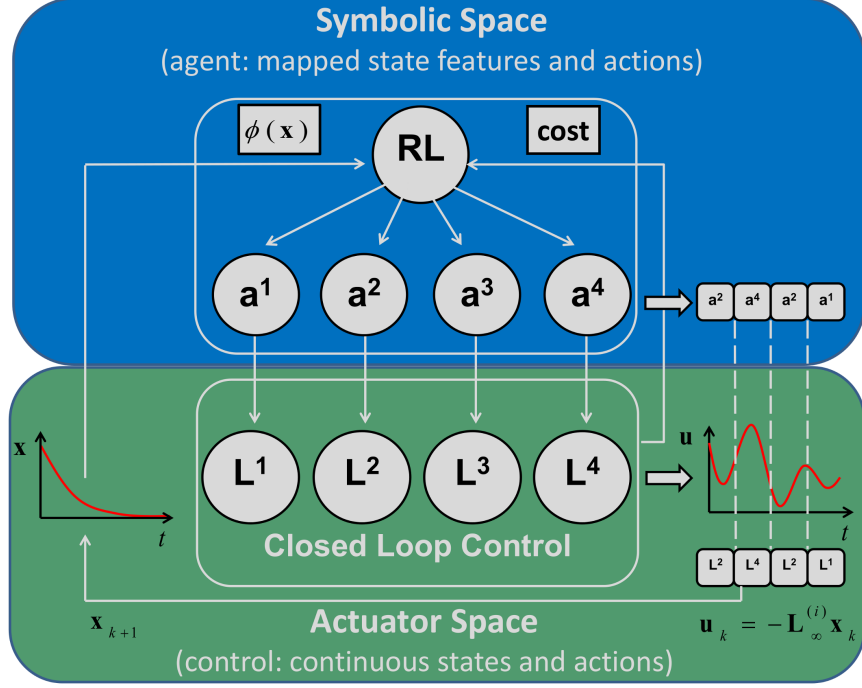 Symbolic Space
(agent: mapped state features and actions)
ϕ(x)
cost
RL
a¹ a² a³ a⁴
a² a⁴ a² a¹
x
t
L¹ L² L³ L⁴
Closed Loop Control
u
t
L² L⁴ L² L¹
x_{k+1}
u_k = −L_∞^{(i)} x_k
Actuator Space
(control: continuous states and actions)